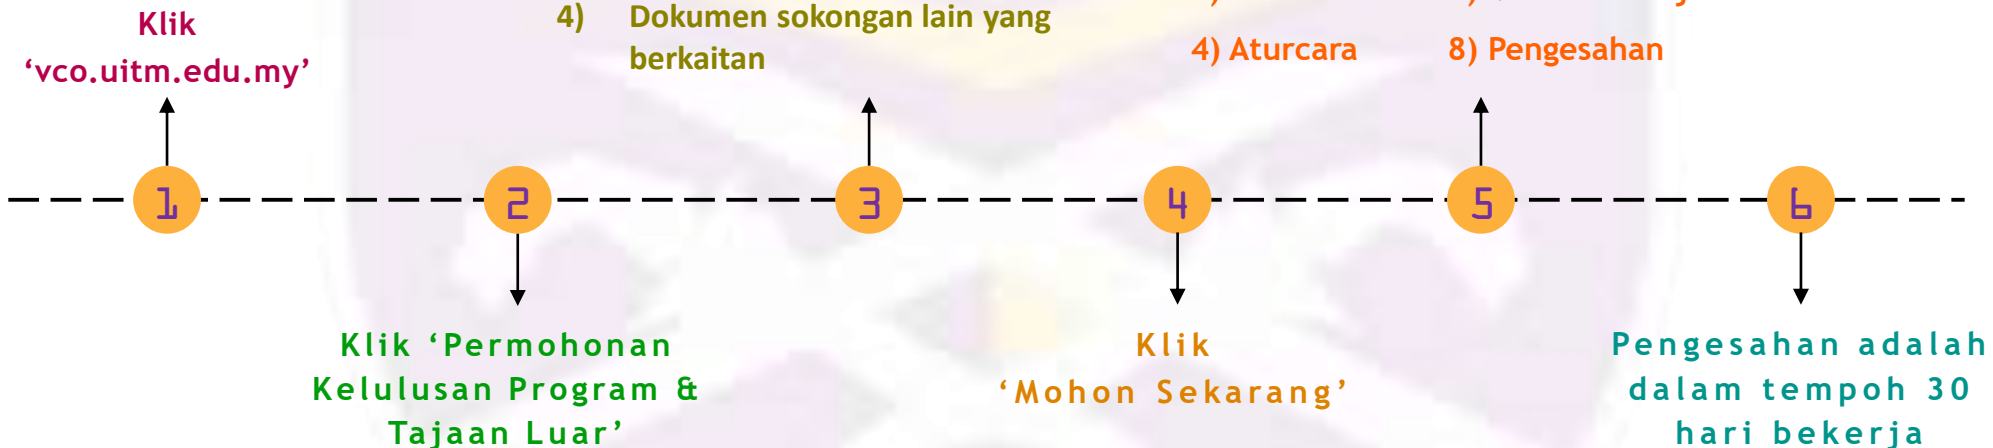 Klik
‘vco.uitm.edu.my’
4) Dokumen sokongan lain yang
berkaitan
4) Aturcara
8) Pengesahan
1
2
3
4
5
6
Klik ‘Permohonan
Kelulusan Program &
Tajaan Luar’
Klik
‘Mohon Sekarang’
Pengesahan adalah
dalam tempoh 30
hari bekerja